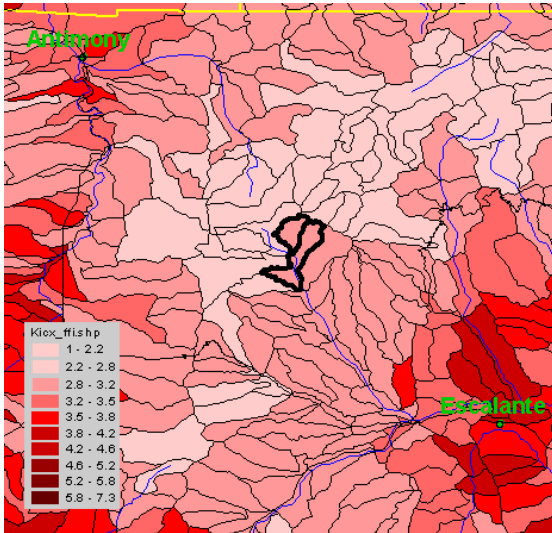 Antimony
Kicx_ffi.shp
1 - 2.2
2.2 - 2.8
2.8 - 3.2
3.2 - 3.5
3.5 - 3.8
3.8 - 4.2
4.2 - 4.6
4.6 - 5.2
5.2 - 5.8
5.8 - 7.3
Escalante